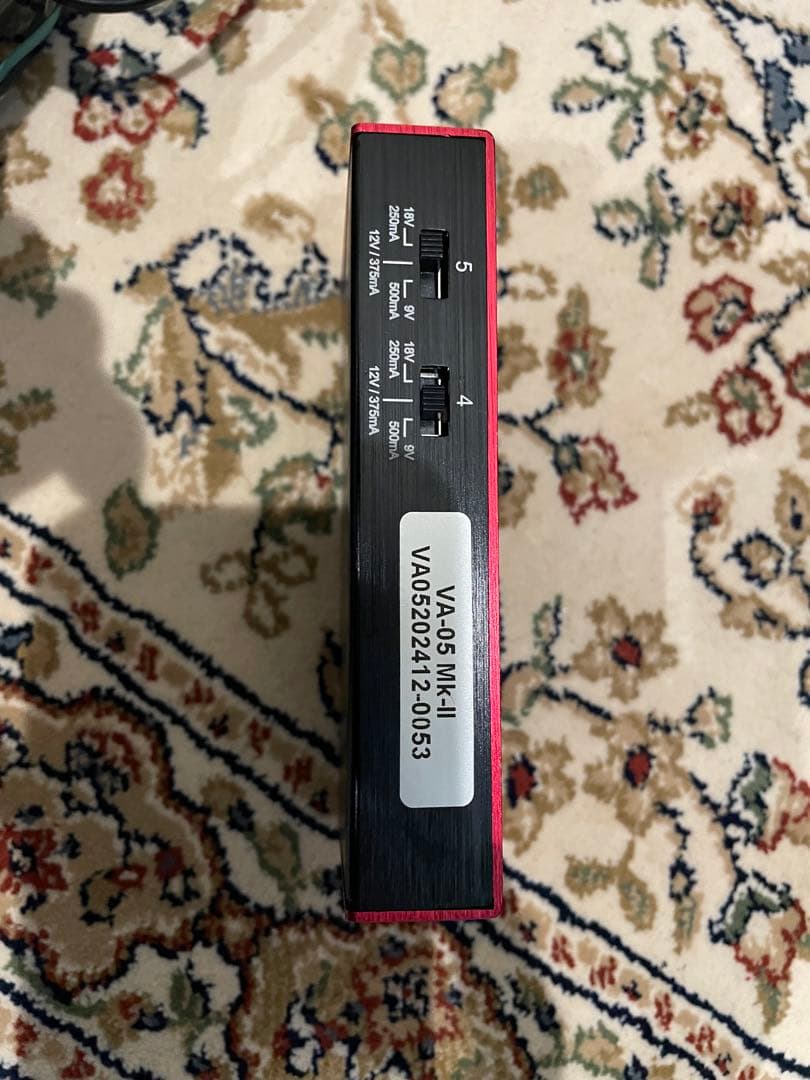 5
18V
250mA
12V / 375mA
9V
500mA
4
18V
250mA
12V / 375mA
9V
500mA
VA-05 Mk-II
VA05202412-0053